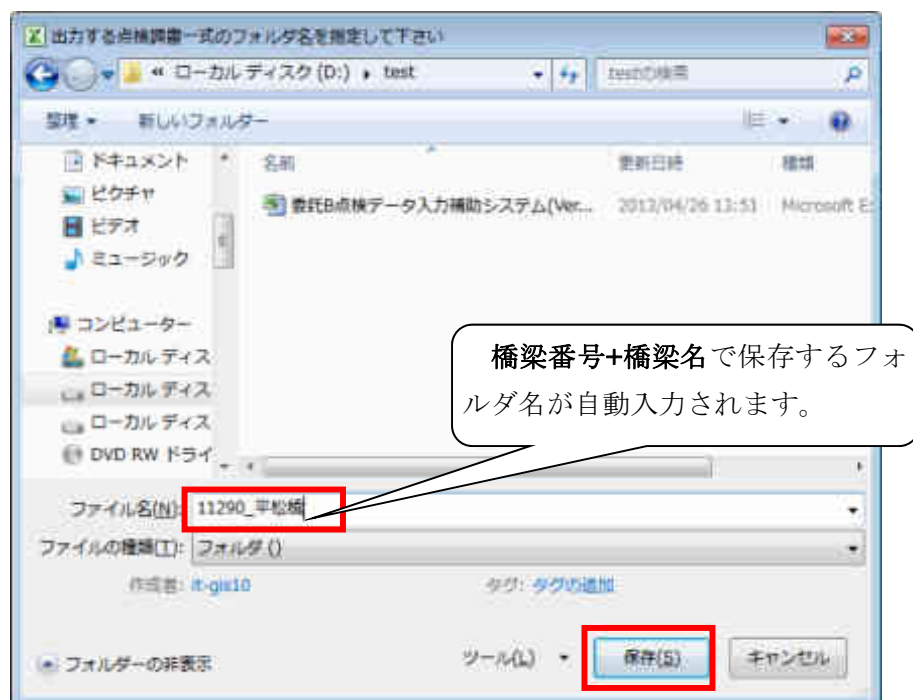 出力する点検調書一式のフォルダ名を指定して下さい
« ローカル ディスク (D:) ▸ test testの検索
整理 新しいフォルダー
名前 更新日時 種類
ドキュメント
ピクチャ
ビデオ
ミュージック
委託B点検データ入力補助システム(Ver... 2013/04/26 13:51 Microsoft E
コンピューター
ローカル ディス
ローカル ディス
ローカル ディス
DVD RW ドライ
橋梁番号+橋梁名で保存するフォ
ルダ名が自動入力されます。
ファイル名(N): 11290_平松橋
ファイルの種類(T): フォルダ ()
作成者: it-gis10 タグ: タグの追加
フォルダーの非表示 ツール(L) 保存(S) キャンセル